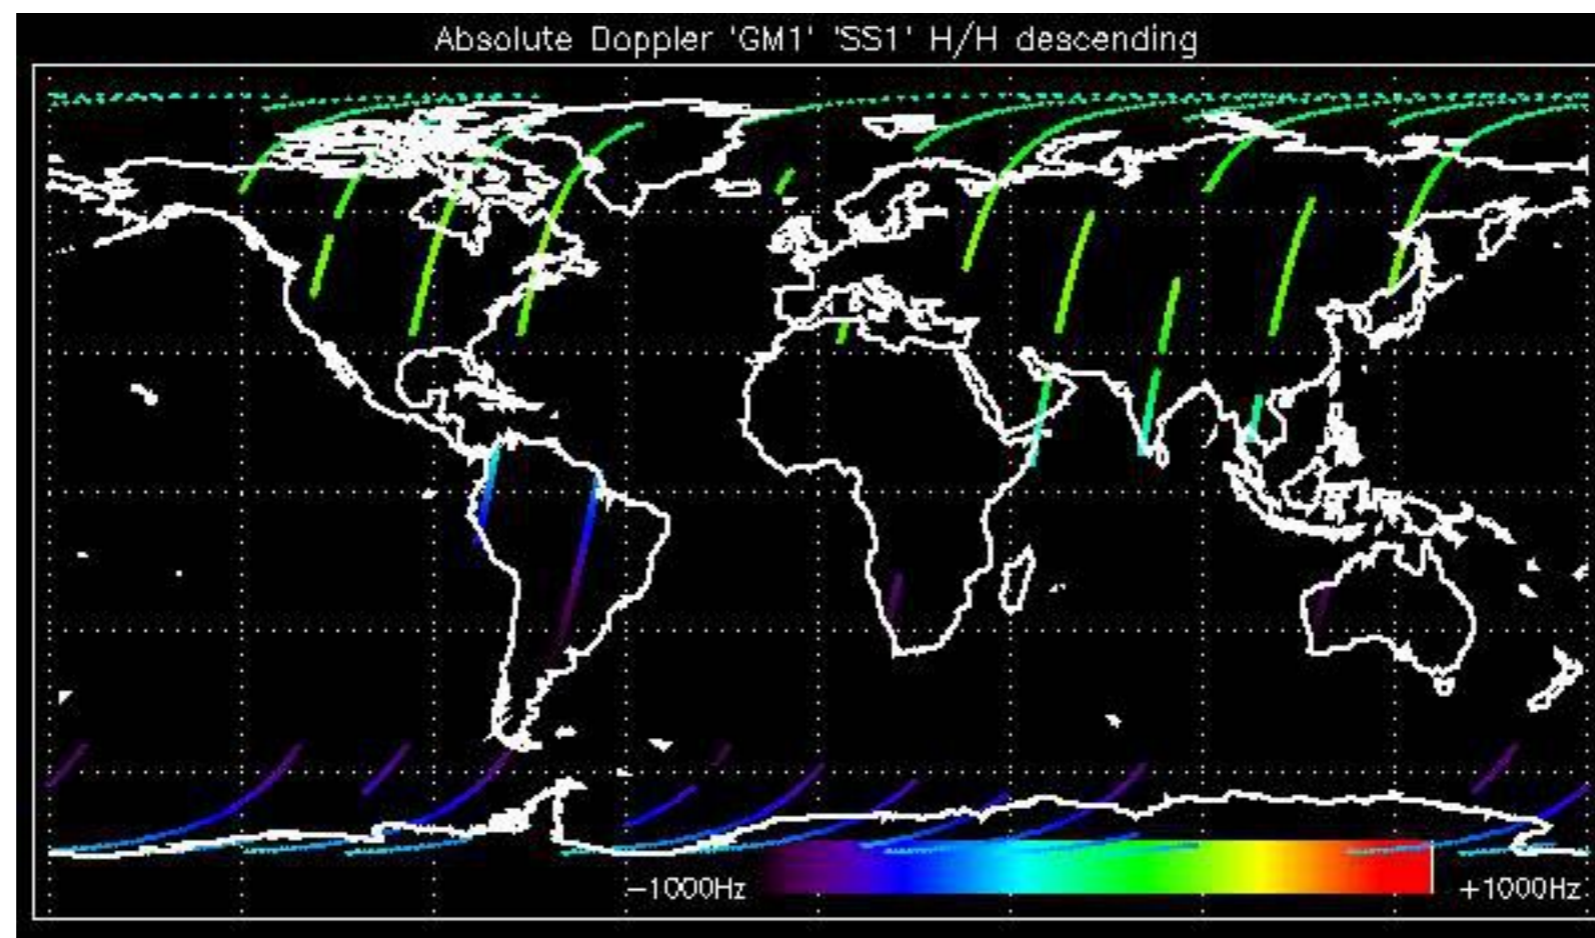 Absolute Doppler 'GM1' 'SS1' H/H descending
−1000Hz +1000Hz